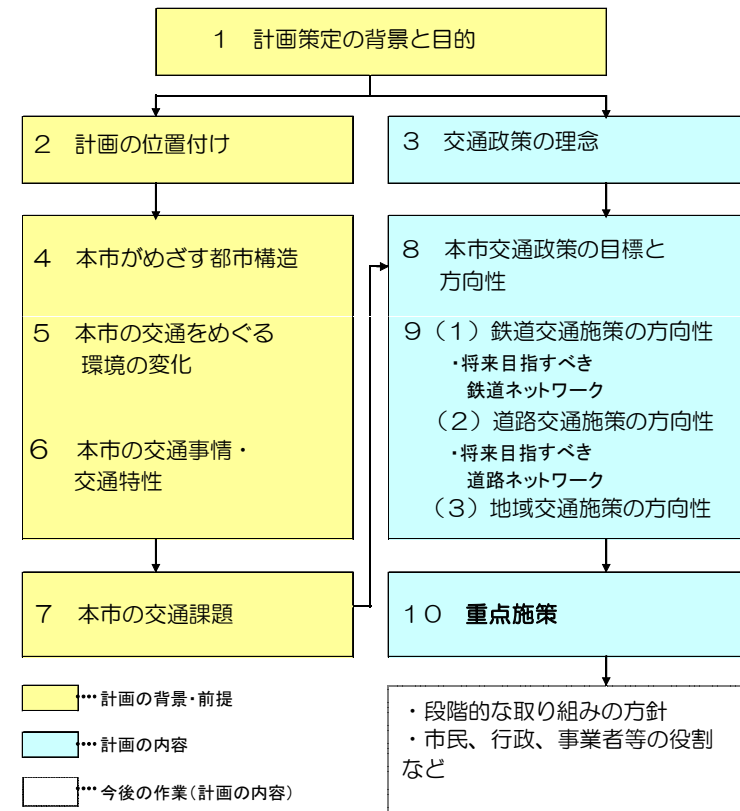 １　計画策定の背景と目的
２　計画の位置付け
３　交通政策の理念
４　本市がめざす都市構造
５　本市の交通をめぐる
環境の変化
６　本市の交通事情・
交通特性
７　本市の交通課題
８　本市交通政策の目標と
方向性
９（１）鉄道交通施策の方向性
・将来目指すべき
鉄道ネットワーク
（２）道路交通施策の方向性
・将来目指すべき
道路ネットワーク
（３）地域交通施策の方向性
１０　重点施策
・段階的な取り組みの方針
・市民、行政、事業者等の役割
など
････計画の背景・前提
････計画の内容
････今後の作業（計画の内容）